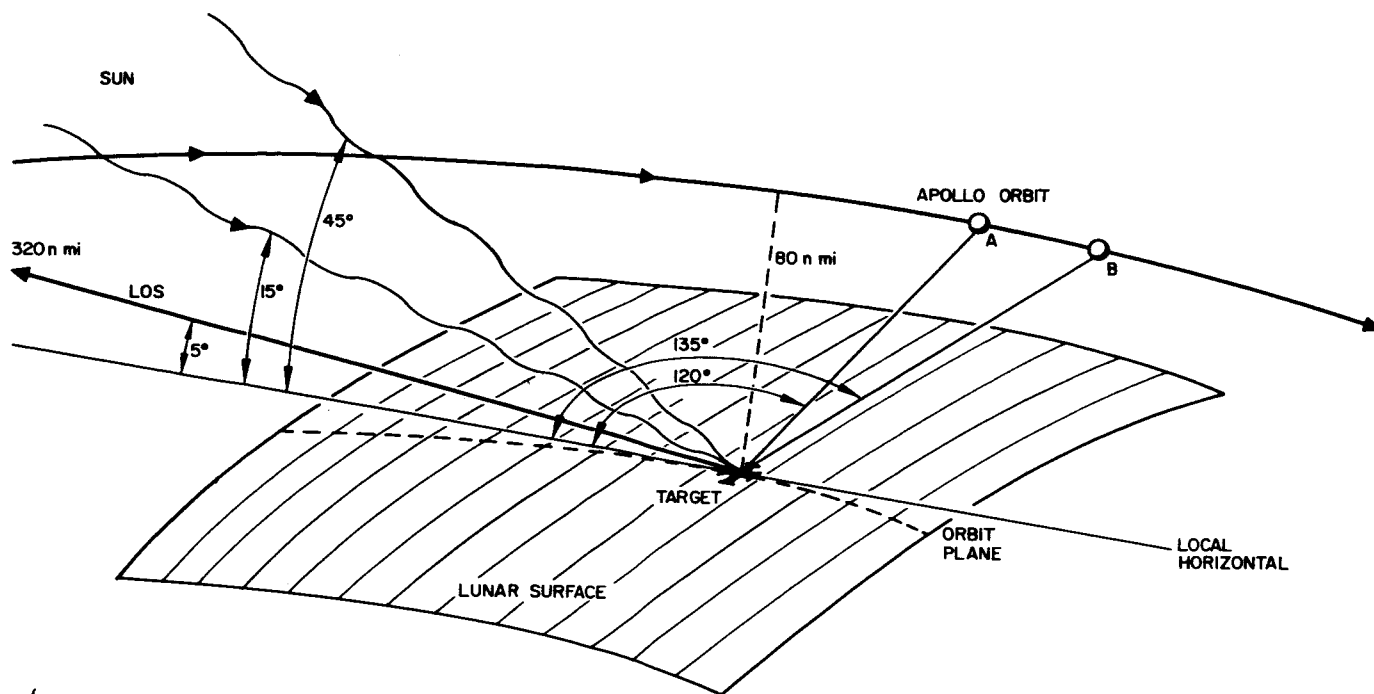 SUN
APOLLO ORBIT
A
45°
320 n mi
80 n mi
B
LOS
15°
5°
135°
120°
TARGET
ORBIT
PLANE
LOCAL
HORIZONTAL
LUNAR SURFACE